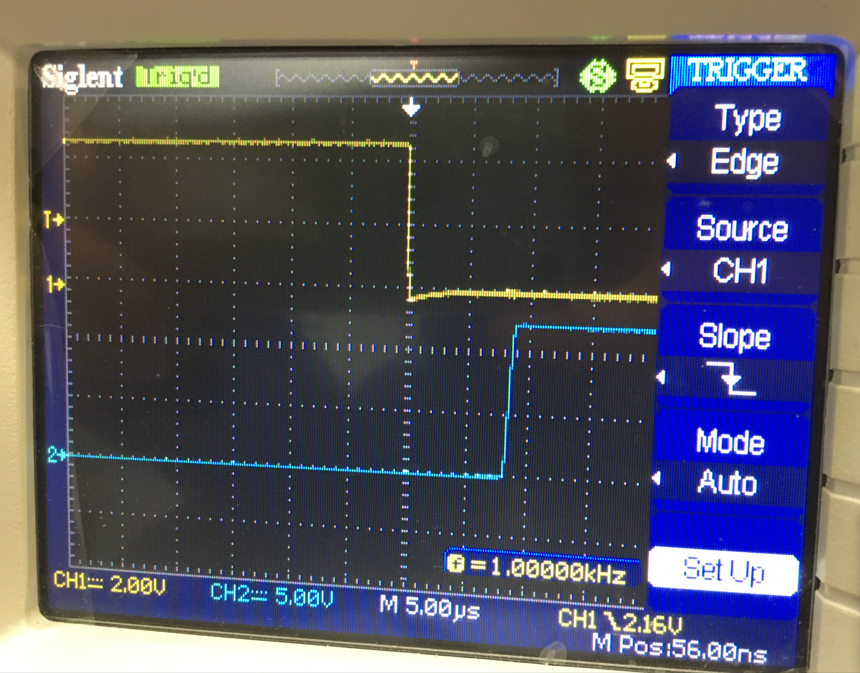 Siglent Trig'd T TRIGGER
Type
Edge
Source
CH1
Slope
Mode
Auto
Set Up
T
1
2
f = 1.00000kHz
CH1 2.00V CH2 5.00V M 5.00µs CH1 2.16V
M Pos:56.00ns